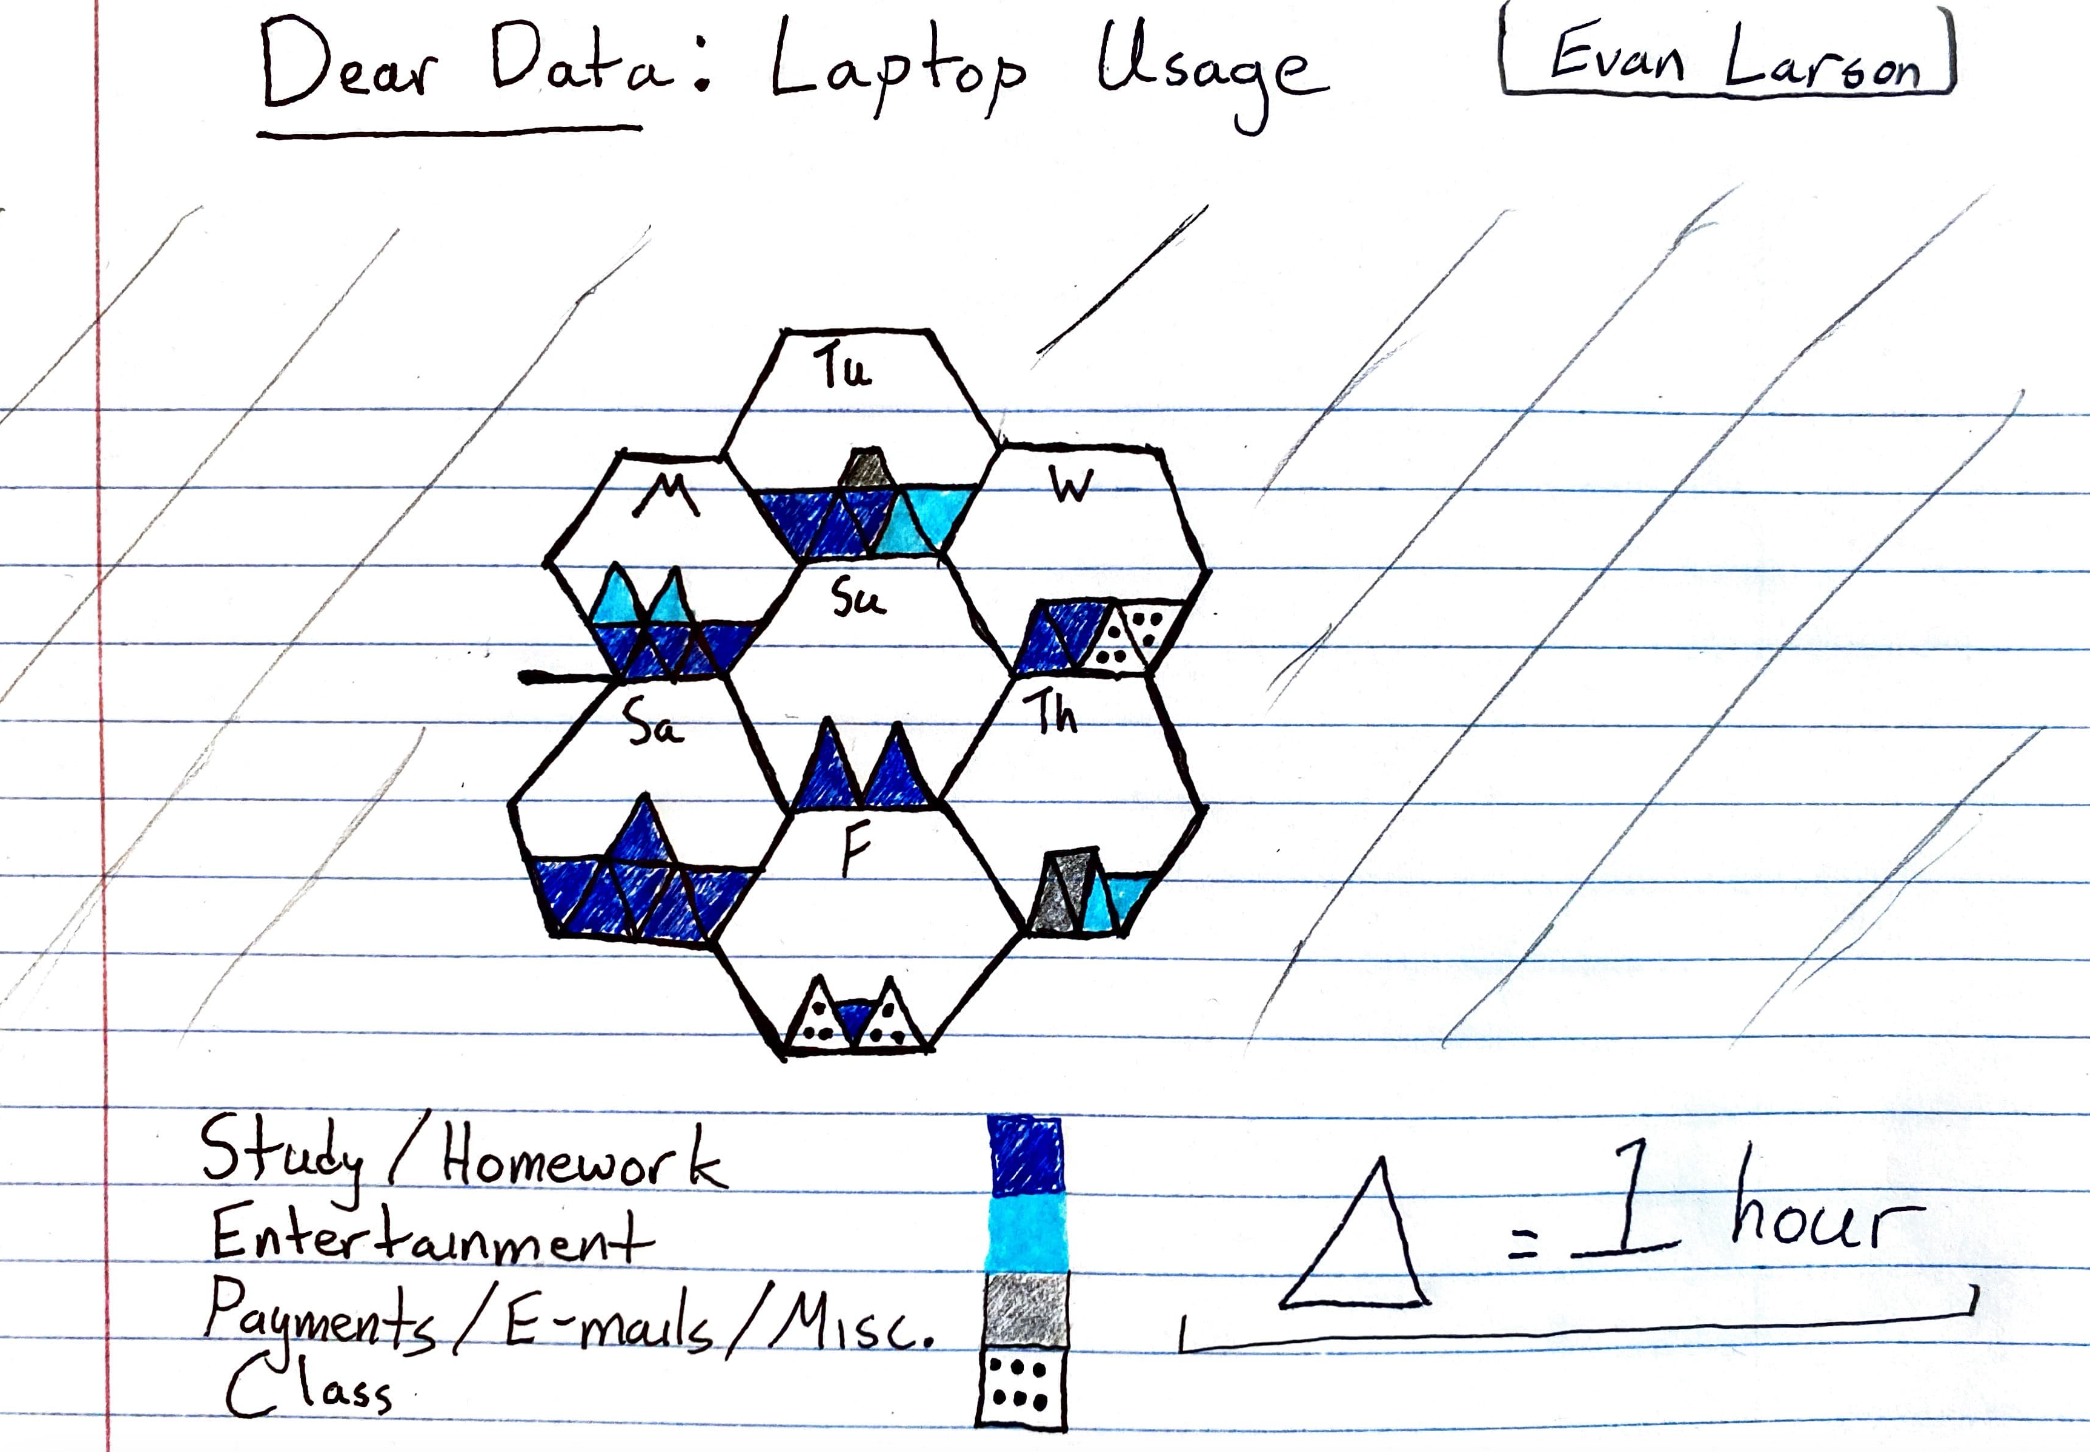 Dear Data: Laptop Usage
Evan Larson
Tu
M
W
Su
Sa
Th
F
Study/Homework
Entertainment
Payments/E-mails/Misc.
Class
= 1 hour